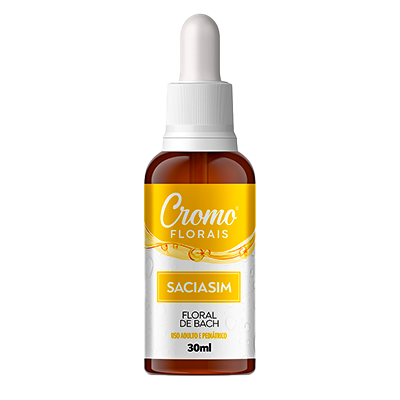 Cromo
FLORAIS
SACIASIM
FLORAL
DE BACH
USO ADULTO E PEDIÁTRICO
30ml